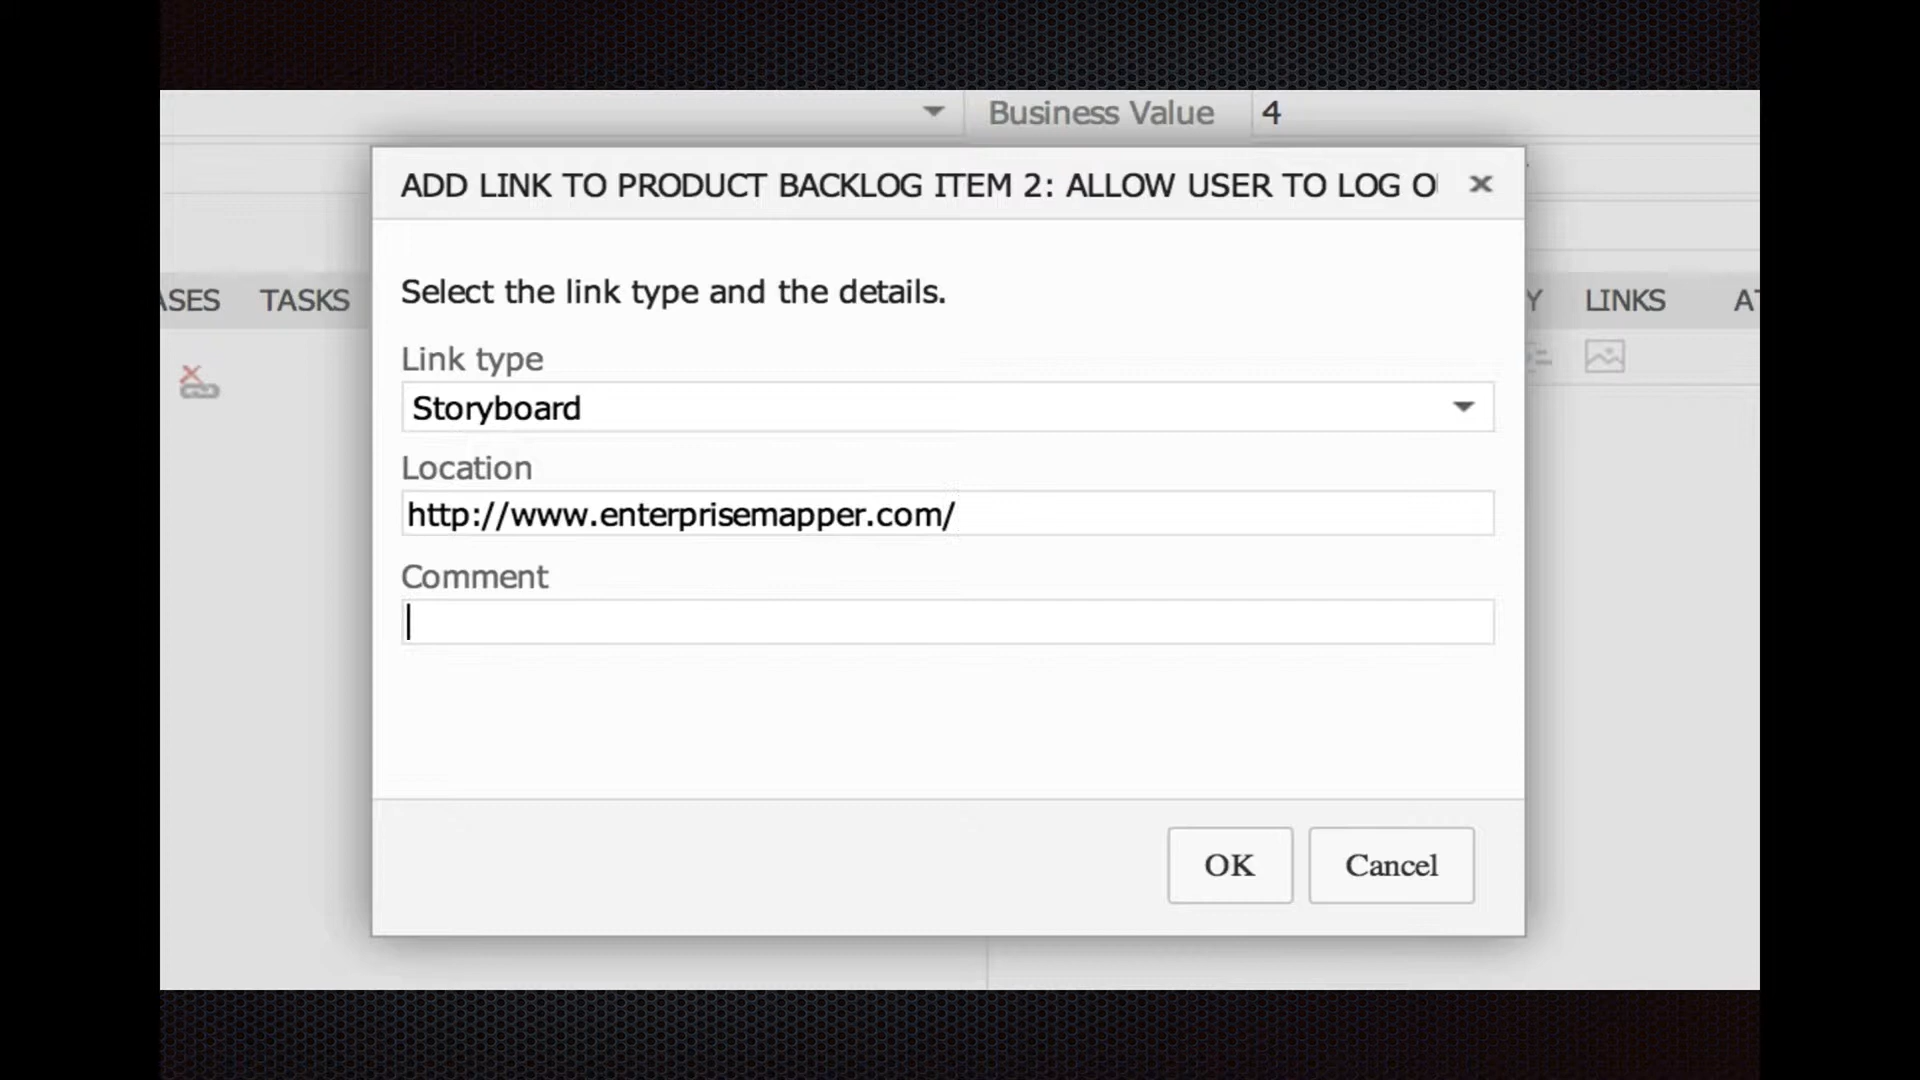 Business Value 4
ADD LINK TO PRODUCT BACKLOG ITEM 2: ALLOW USER TO LOG O
TASKS
LINKS
Select the link type and the details.
Link type
Storyboard
Location
http://www.enterprisemapper.com/
Comment
OK Cancel